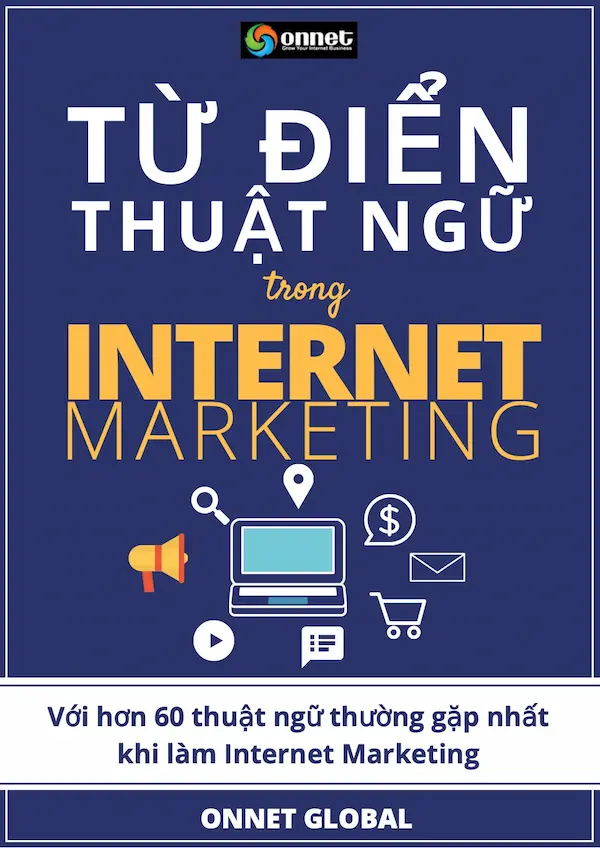 onnet
Grow Your Internet Business
TỪ ĐIỂN
THUẬT NGỮ
trong
INTERNET
MARKETING
$
Với hơn 60 thuật ngữ thường gặp nhất
khi làm Internet Marketing
ONNET GLOBAL